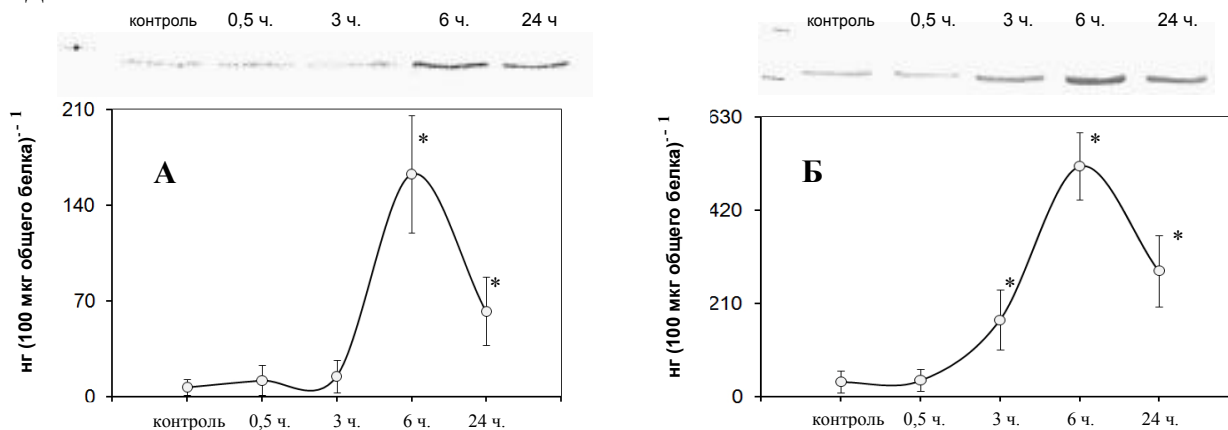 контроль 0,5 ч. 3 ч. 6 ч. 24 ч
210
140
70
0
нг (100 мкг общего белка)-- 1
А
*
*
контроль 0,5 ч. 3 ч. 6 ч. 24 ч.
контроль 0,5 ч. 3 ч. 6 ч. 24 ч.
630
420
210
0
нг (100 мкг общего белка)-- 1
Б
*
*
*
контроль 0,5 ч. 3 ч. 6 ч. 24 ч.